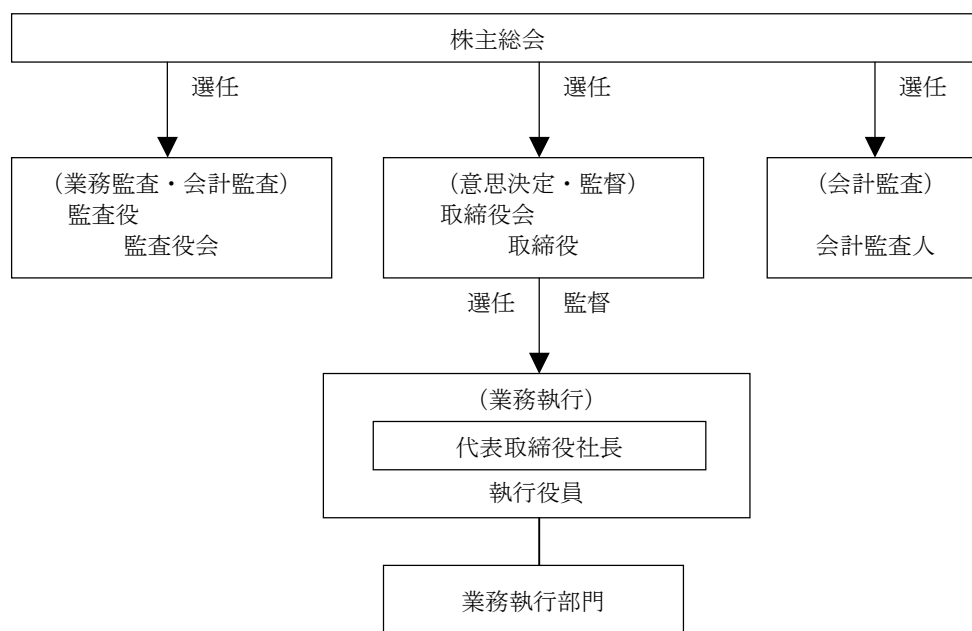 株主総会
選任
選任
選任
（業務監査・会計監査）
監査役
監査役会
（意思決定・監督）
取締役会
取締役
（会計監査）
会計監査人
選任
監督
（業務執行）
代表取締役社長
執行役員
業務執行部門